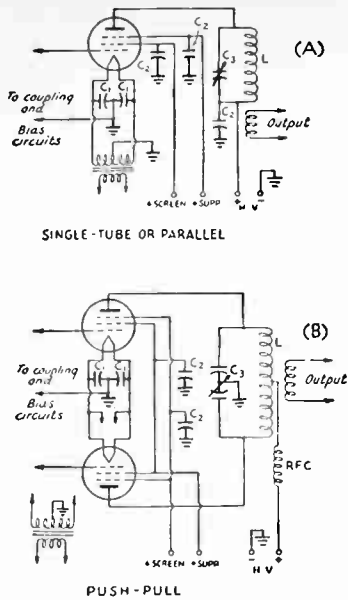 (A)
C2
C2
C3
L
C1 C1
C2
To coupling and
Bias circuits
Output
+SCREEN +SUPP + H V -
SINGLE-TUBE OR PARALLEL
(B)
L
C1 C1
C2
C3
To coupling and
Bias circuits
Output
C2
RFC
+SCREEN +SUPP - H V +
PUSH-PULL